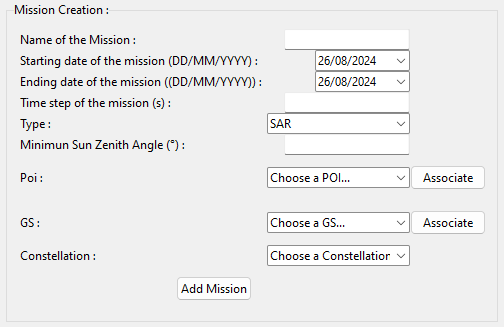 Mission Creation :
Name of the Mission :
Starting date of the mission (DD/MM/YYYY) : 26/08/2024
Ending date of the mission ((DD/MM/YYYY)) : 26/08/2024
Time step of the mission (s) :
Type : SAR
Minimun Sun Zenith Angle (°) :
Poi : Choose a POI... Associate
GS : Choose a GS... Associate
Constellation : Choose a Constellation
Add Mission